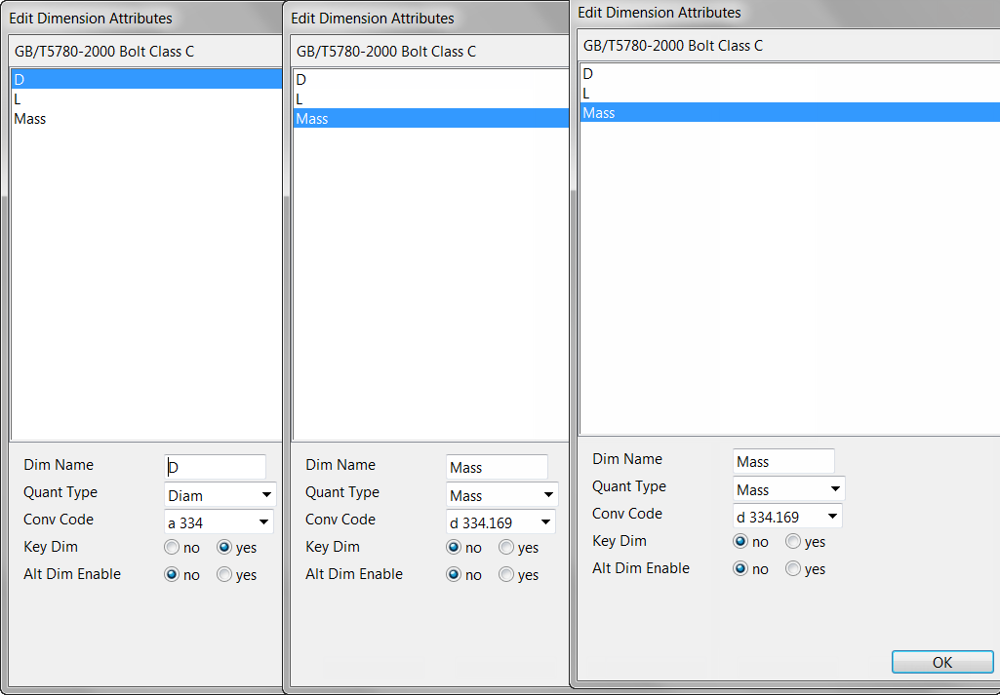 Edit Dimension Attributes
GB/T5780-2000 Bolt Class C
D
L
Mass
Dim Name D
Quant Type Diam
Conv Code a 334
Key Dim no yes
Alt Dim Enable no yes
Edit Dimension Attributes
GB/T5780-2000 Bolt Class C
D
L
Mass
Dim Name Mass
Quant Type Mass
Conv Code d 334.169
Key Dim no yes
Alt Dim Enable no yes
Edit Dimension Attributes
GB/T5780-2000 Bolt Class C
D
L
Mass
Dim Name Mass
Quant Type Mass
Conv Code d 334.169
Key Dim no yes
Alt Dim Enable no yes
OK